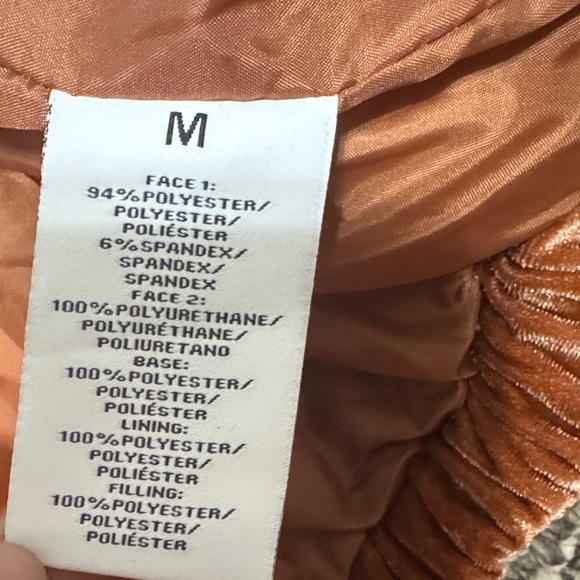 M
FACE 1:
94%POLYESTER/
POLYESTER/
POLIÉSTER
6%SPANDEX/
SPANDEX/
SPANDEX
FACE 2:
100%POLYURETHANE/
POLYURÉTHANE/
POLIURETANO
BASE:
100%POLYESTER/
POLYESTER/
POLIÉSTER
LINING:
100%POLYESTER/
POLYESTER/
POLIÉSTER
FILLING:
100%POLYESTER/
POLYESTER/
POLIÉSTER